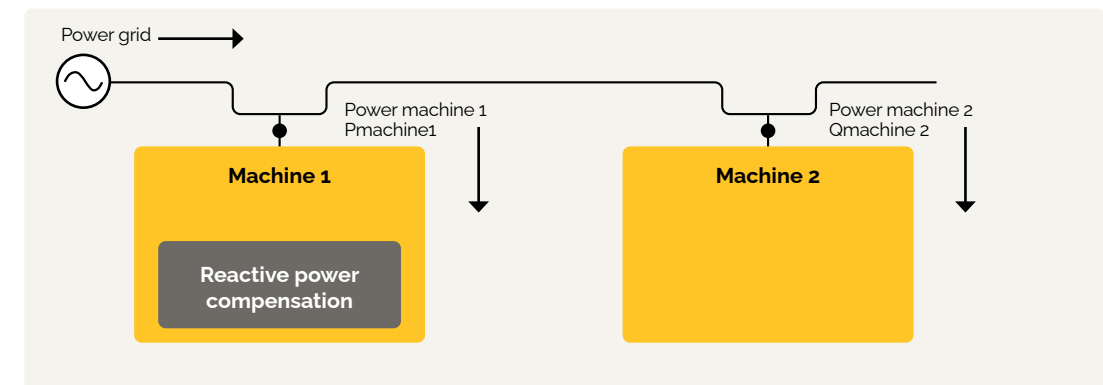 Power grid
Power machine 1
Pmachine1
Power machine 2
Qmachine 2
Machine 1
Machine 2
Reactive power
compensation